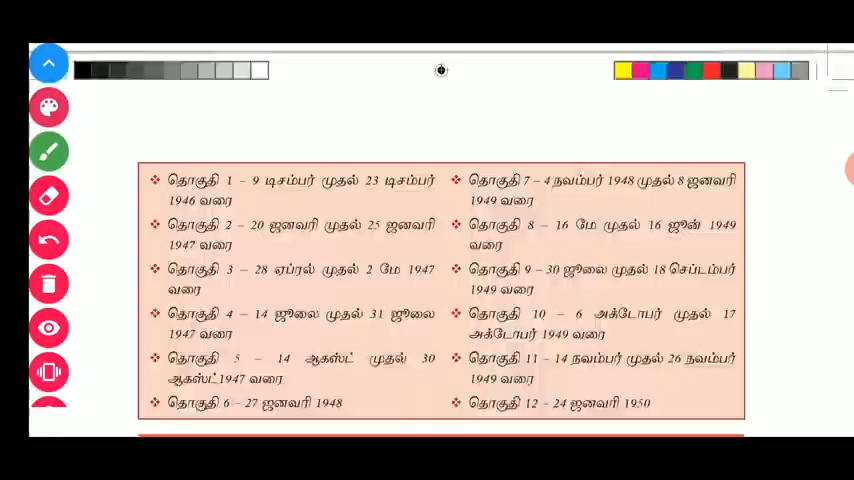 ❖ தொகுதி 1 – 9 டிசம்பர் முதல் 23 டிசம்பர்
1946 வரை
❖ தொகுதி 2 – 20 ஜனவரி முதல் 25 ஜனவரி
1947 வரை
❖ தொகுதி 3 – 28 ஏப்ரல் முதல் 2 மே 1947
வரை
❖ தொகுதி 4 – 14 ஜூலை முதல் 31 ஜூலை
1947 வரை
❖ தொகுதி 5 – 14 ஆகஸ்ட் முதல் 30
ஆகஸ்ட்1947 வரை
❖ தொகுதி 6 – 27 ஜனவரி 1948
❖ தொகுதி 7 – 4 நவம்பர் 1948 முதல் 8 ஜனவரி
1949 வரை
❖ தொகுதி 8 – 16 மே முதல் 16 ஜூன் 1949
வரை
❖ தொகுதி 9 – 30 ஜூலை முதல் 18 செப்டம்பர்
1949 வரை
❖ தொகுதி 10 – 6 அக்டோபர் முதல் 17
அக்டோபர் 1949 வரை
❖ தொகுதி 11 – 14 நவம்பர் முதல் 26 நவம்பர்
1949 வரை
❖ தொகுதி 12 – 24 ஜனவரி 1950